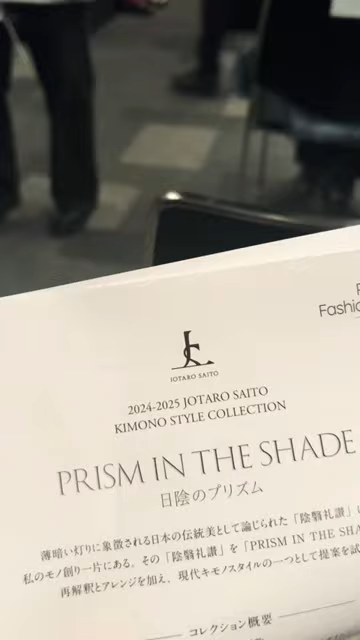 Fashio
JOTARO SAITO
2024-2025 JOTARO SAITO
KIMONO STYLE COLLECTION
PRISM IN THE SHADE
日陰のプリズム
薄暗い灯りに象徴される日本の伝統美として論じられた「陰翳礼讃」
私のモノ創り一片にある。その「陰翳礼讃」を「PRISM IN THE SHA
再解釈とアレンジを加え、現代キモノスタイルの一つとして提案を試
コレクション概要